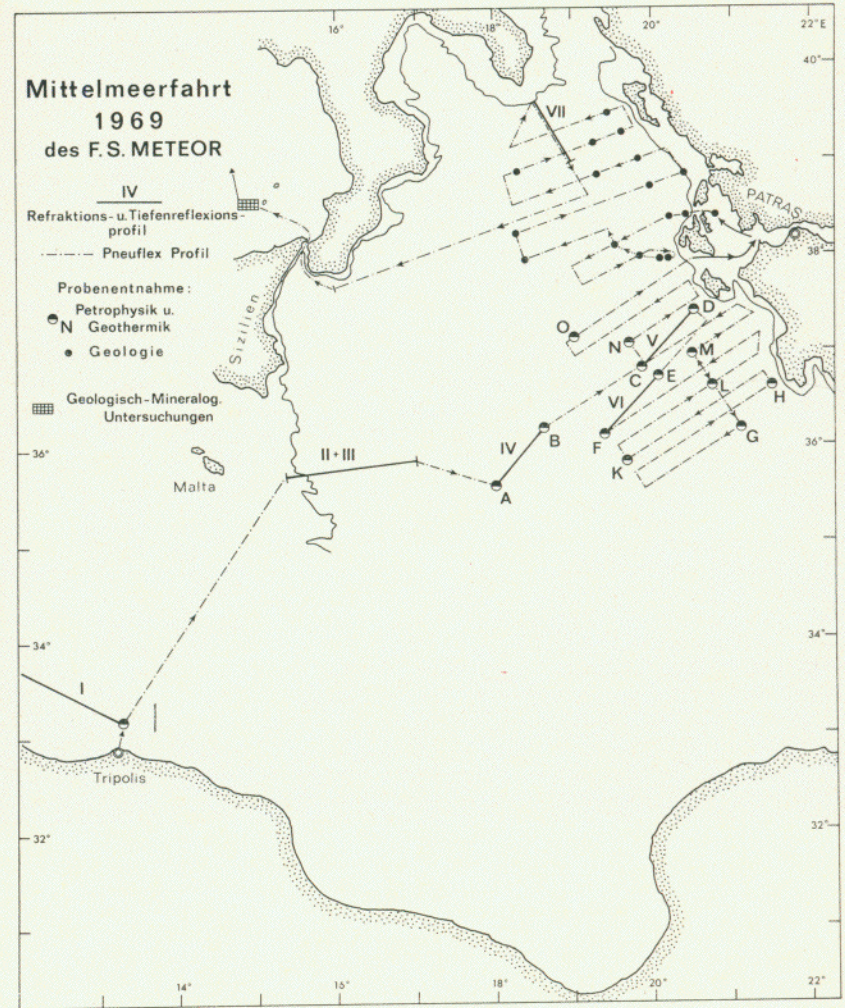 16°
18°
20°
22°E
40°
Mittelmeerfahrt
1969
des F.S. METEOR
IV
Refraktions- u. Tiefenreflexions-
profil
Pneuflex Profil
Probenentnahme:
Petrophysik u.
N Geothermik
Geologie
Geologisch-Mineralog.
Untersuchungen
VII
PATRAS
38°
Sizilien
O
N
V
D
M
C
E
L
H
VI
F
G
K
36°
36°
B
IV
A
II + III
Malta
34°
34°
I
Tripolis
32°
32°
14°
15°
18°
20°
22°